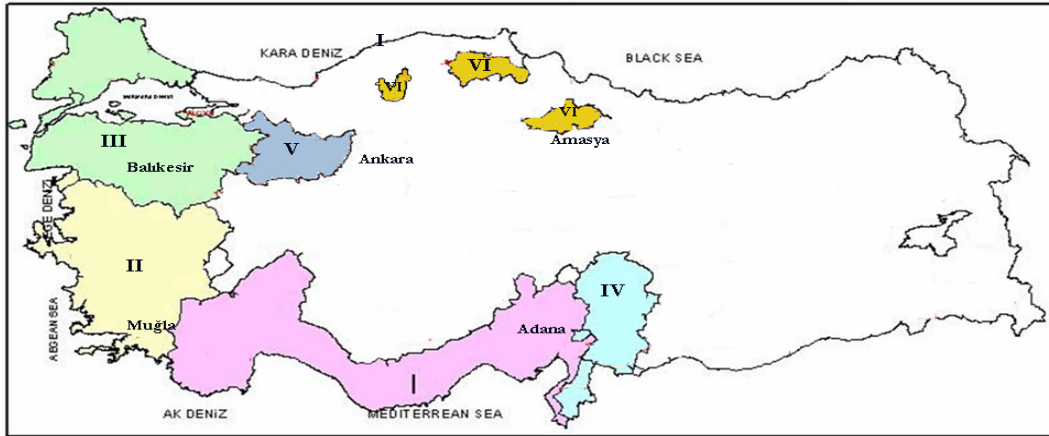 I
KARA DENİZ
BLACK SEA
VI
VI
VI
III
V
Amasya
Ankara
Balıkesir
EGE DENİZİ
II
IV
Muğla
Adana
AEGEAN SEA
I
AK DENİZ
MEDITERREAN SEA